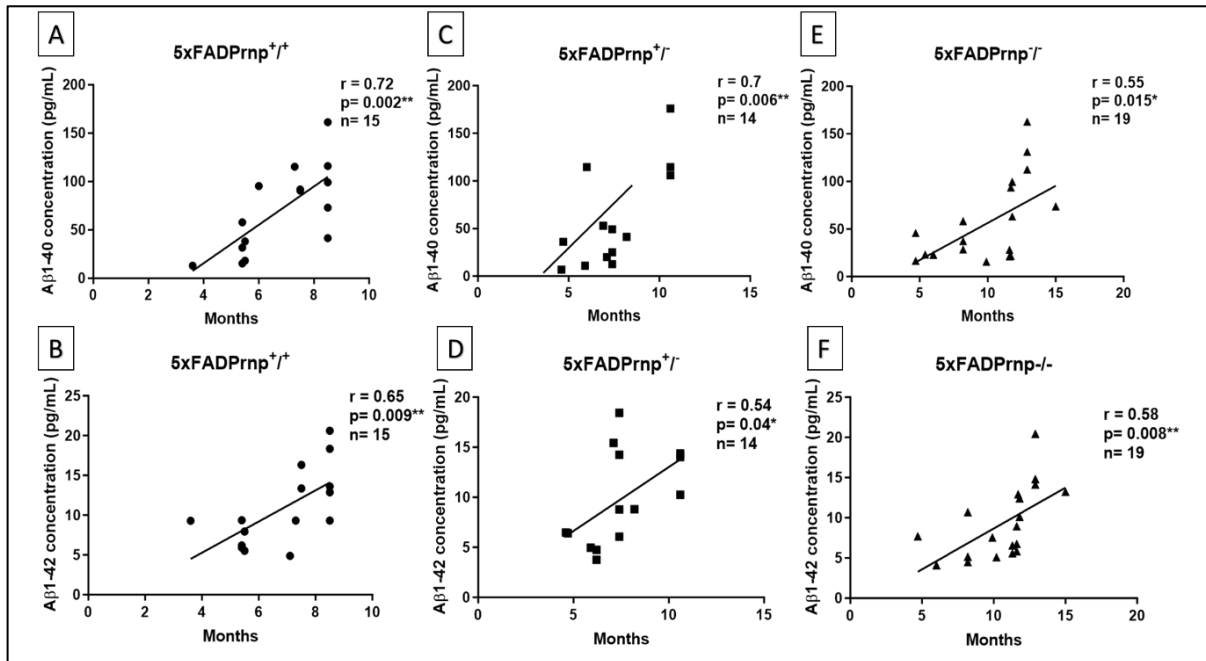 A
5xFADPrnp⁺/⁺
r = 0.72
p= 0.002**
n= 15
Aβ1-40 concentration (pg/mL)
200
150
100
50
0
0 2 4 6 8 10
Months
C
5xFADPrnp⁺/⁻
r = 0.7
p= 0.006**
n= 14
Aβ1-40 concentration (pg/mL)
200
150
100
50
0
5 10 15
Months
E
5xFADPrnp⁻/⁻
r = 0.55
p= 0.015*
n= 19
Aβ1-40 concentration (pg/mL)
200
150
100
50
0
0 5 10 15 20
Months
B
5xFADPrnp⁺/⁺
r = 0.65
p= 0.009**
n= 15
Aβ1-42 concentration (pg/mL)
25
20
15
10
5
0
0 2 4 6 8 10
Months
D
5xFADPrnp⁺/⁻
r = 0.54
p= 0.04*
n= 14
Aβ1-42 concentration (pg/mL)
20
15
10
5
0
0 5 10 15
Months
F
5xFADPrnp-/-
r = 0.58
p= 0.008**
n= 19
Aβ1-42 concentration (pg/mL)
25
20
15
10
5
0
0 5 10 15 20
Months